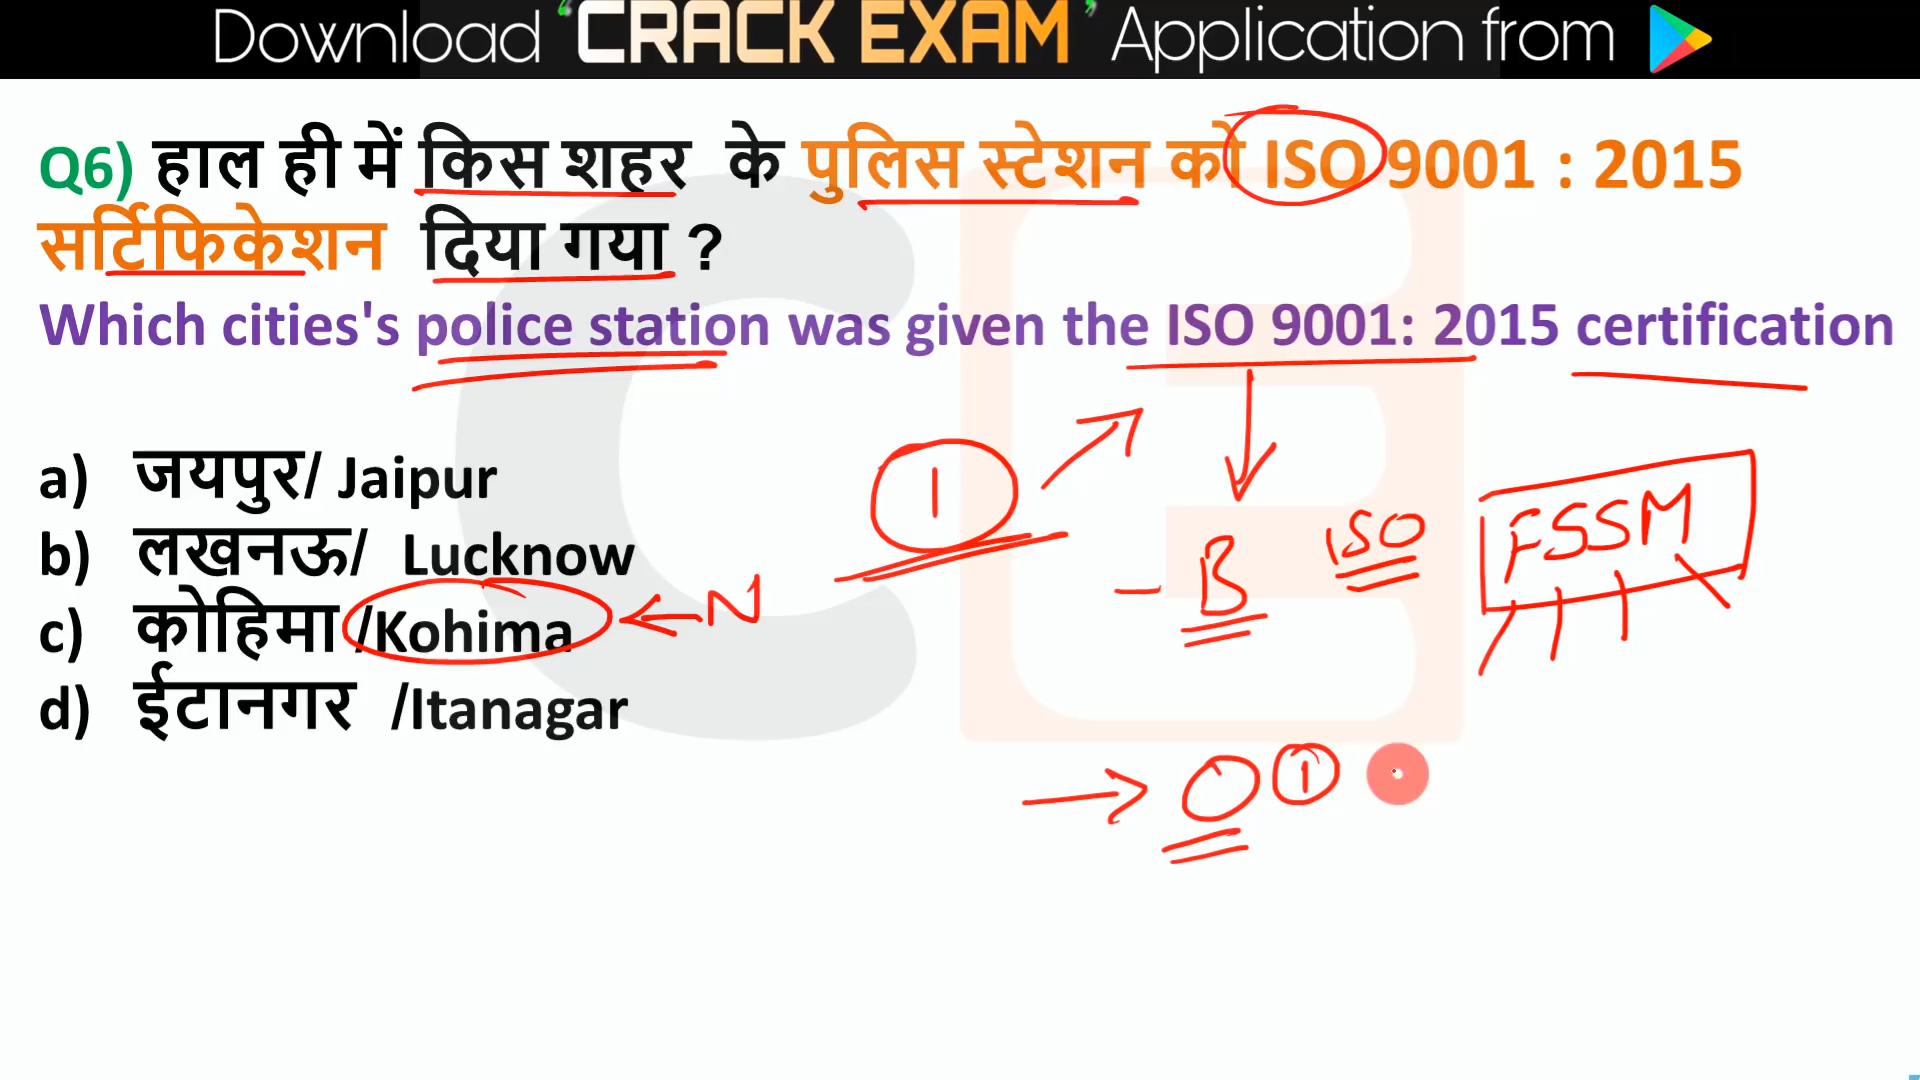 Download 'CRACK EXAM' Application from
Q6) हाल ही में किस शहर के पुलिस स्टेशन को ISO 9001 : 2015
सर्टिफिकेशन दिया गया ?
Which cities's police station was given the ISO 9001: 2015 certification
a) जयपुर/ Jaipur
b) लखनऊ/ Lucknow
c) कोहिमा /Kohima
d) ईटानगर /Itanagar
1
N
B
ISO
FSSM
O 1